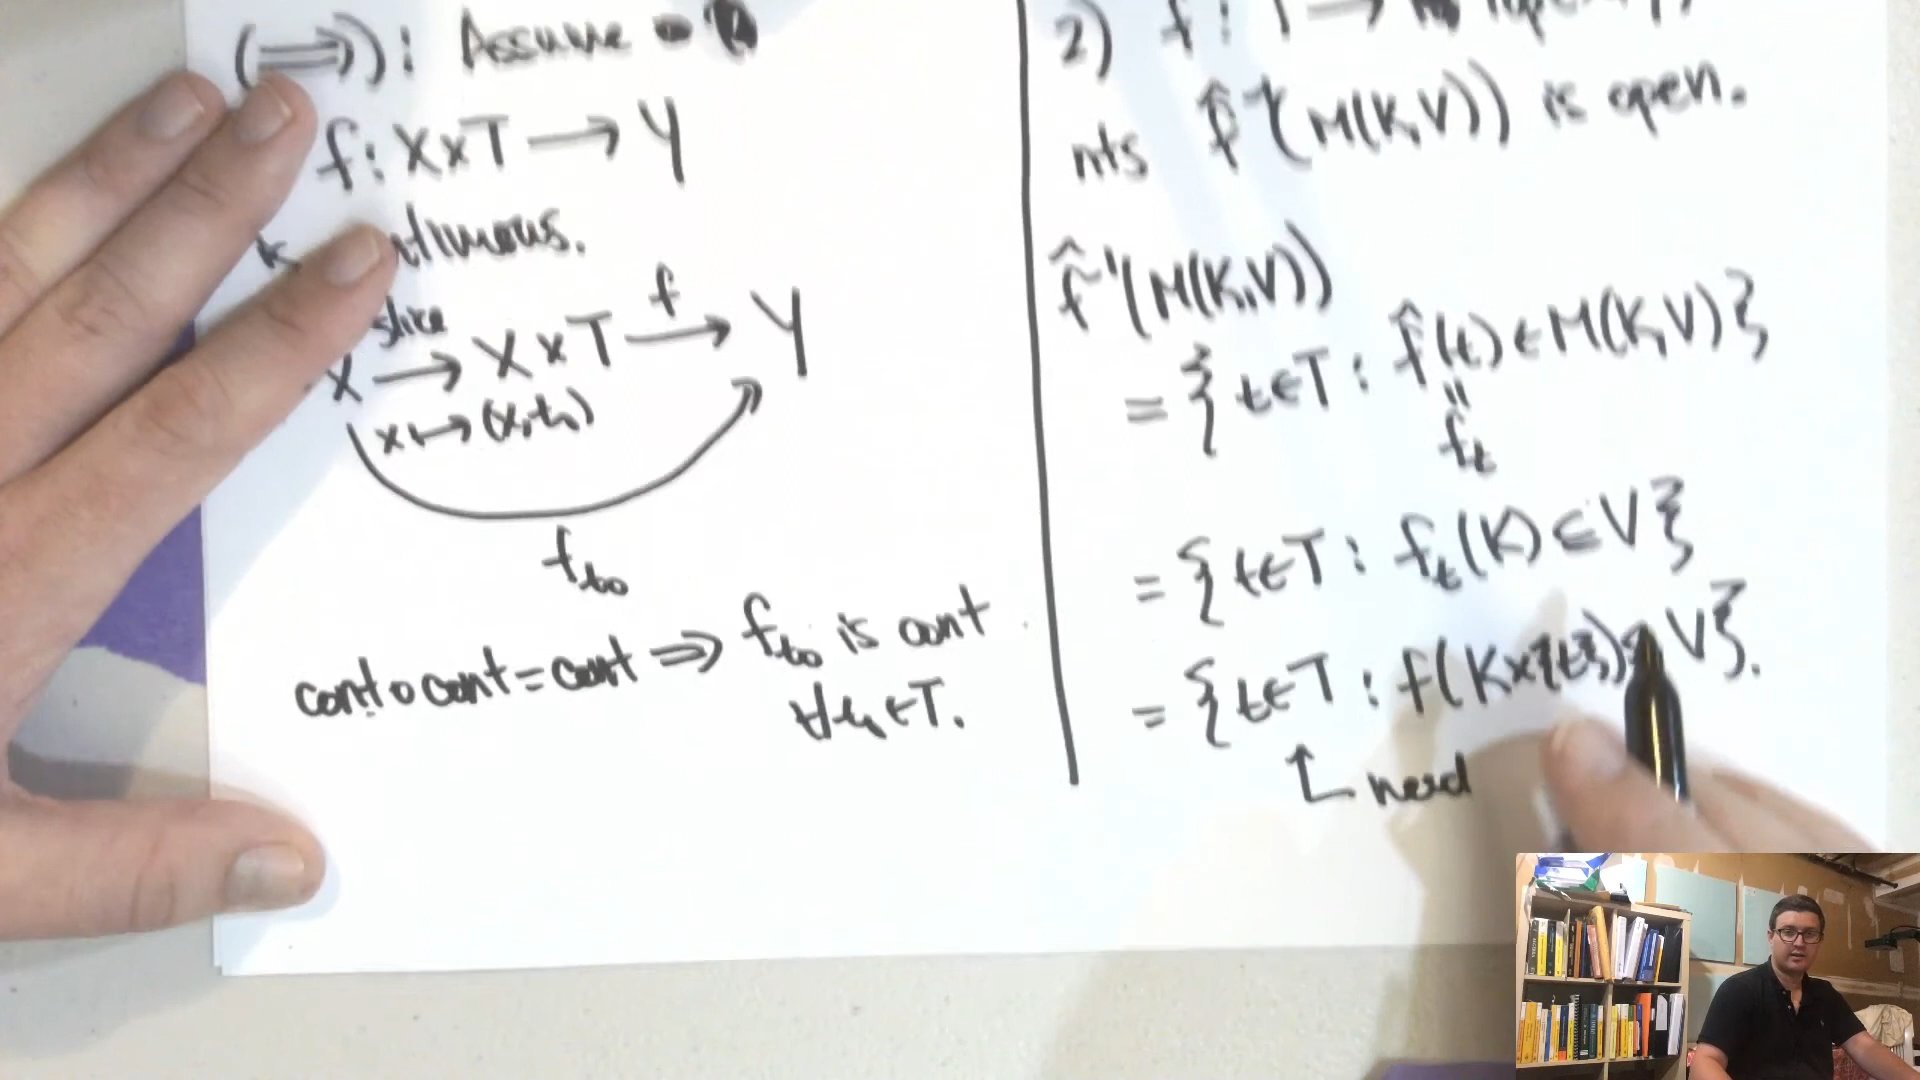 (⟹): Assume
f: X×T ⟶ Y
slice f
X ⟶ X×T ⟶ Y
x ↦ (x,t₀)
f_{t₀}
cont∘cont = cont ⟹ f_{t₀} is cont
∀t₀∈T.
2) f̂ : T ⟶
nts f̂⁻¹(M(K,V)) is open.
f̂⁻¹(M(K,V))
= {t∈T : f̂(t)∈M(K,V)}
"
f_t
= {t∈T : f_t(K)⊆V}
= {t∈T : f(K×{t})⊆V}.
↑ need